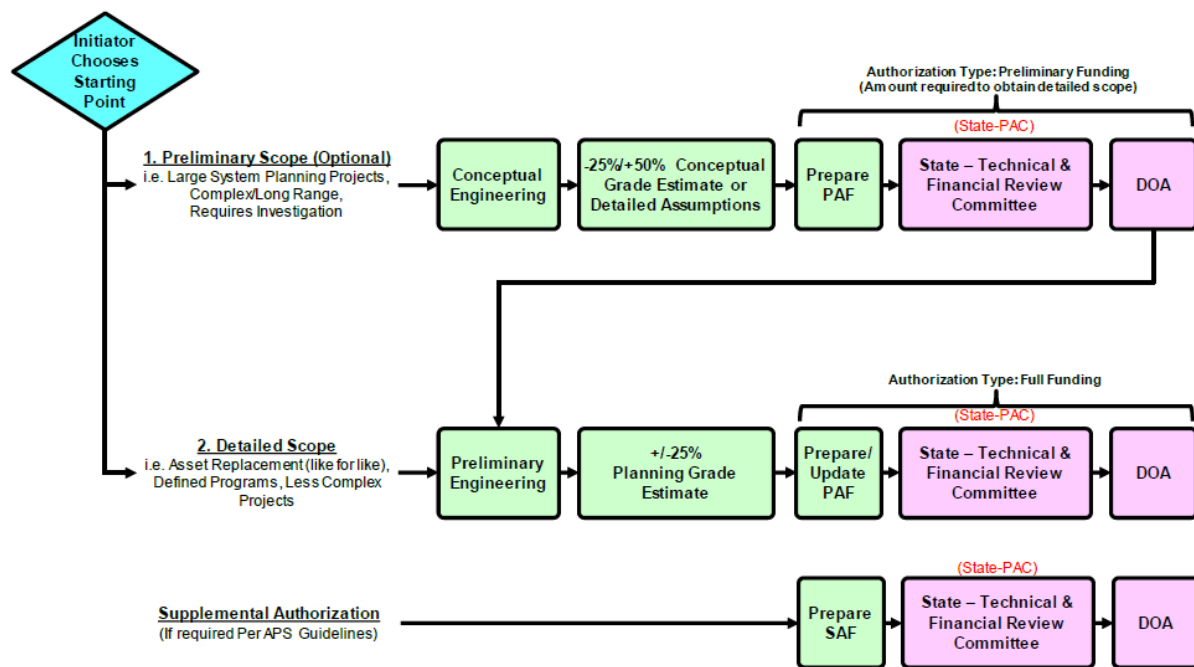 Initiator
Chooses
Starting
Point
Authorization Type: Preliminary Funding
(Amount required to obtain detailed scope)
(State-PAC)
1. Preliminary Scope (Optional)
i.e. Large System Planning Projects,
Complex/Long Range,
Requires Investigation
Conceptual
Engineering
-25%/+50% Conceptual
Grade Estimate or
Detailed Assumptions
Prepare
PAF
State – Technical &
Financial Review
Committee
DOA
Authorization Type: Full Funding
(State-PAC)
2. Detailed Scope
i.e. Asset Replacement (like for like),
Defined Programs, Less Complex
Projects
Preliminary
Engineering
+/-25%
Planning Grade
Estimate
Prepare/
Update
PAF
State – Technical &
Financial Review
Committee
DOA
(State-PAC)
Supplemental Authorization
(If required Per APS Guidelines)
Prepare
SAF
State – Technical &
Financial Review
Committee
DOA